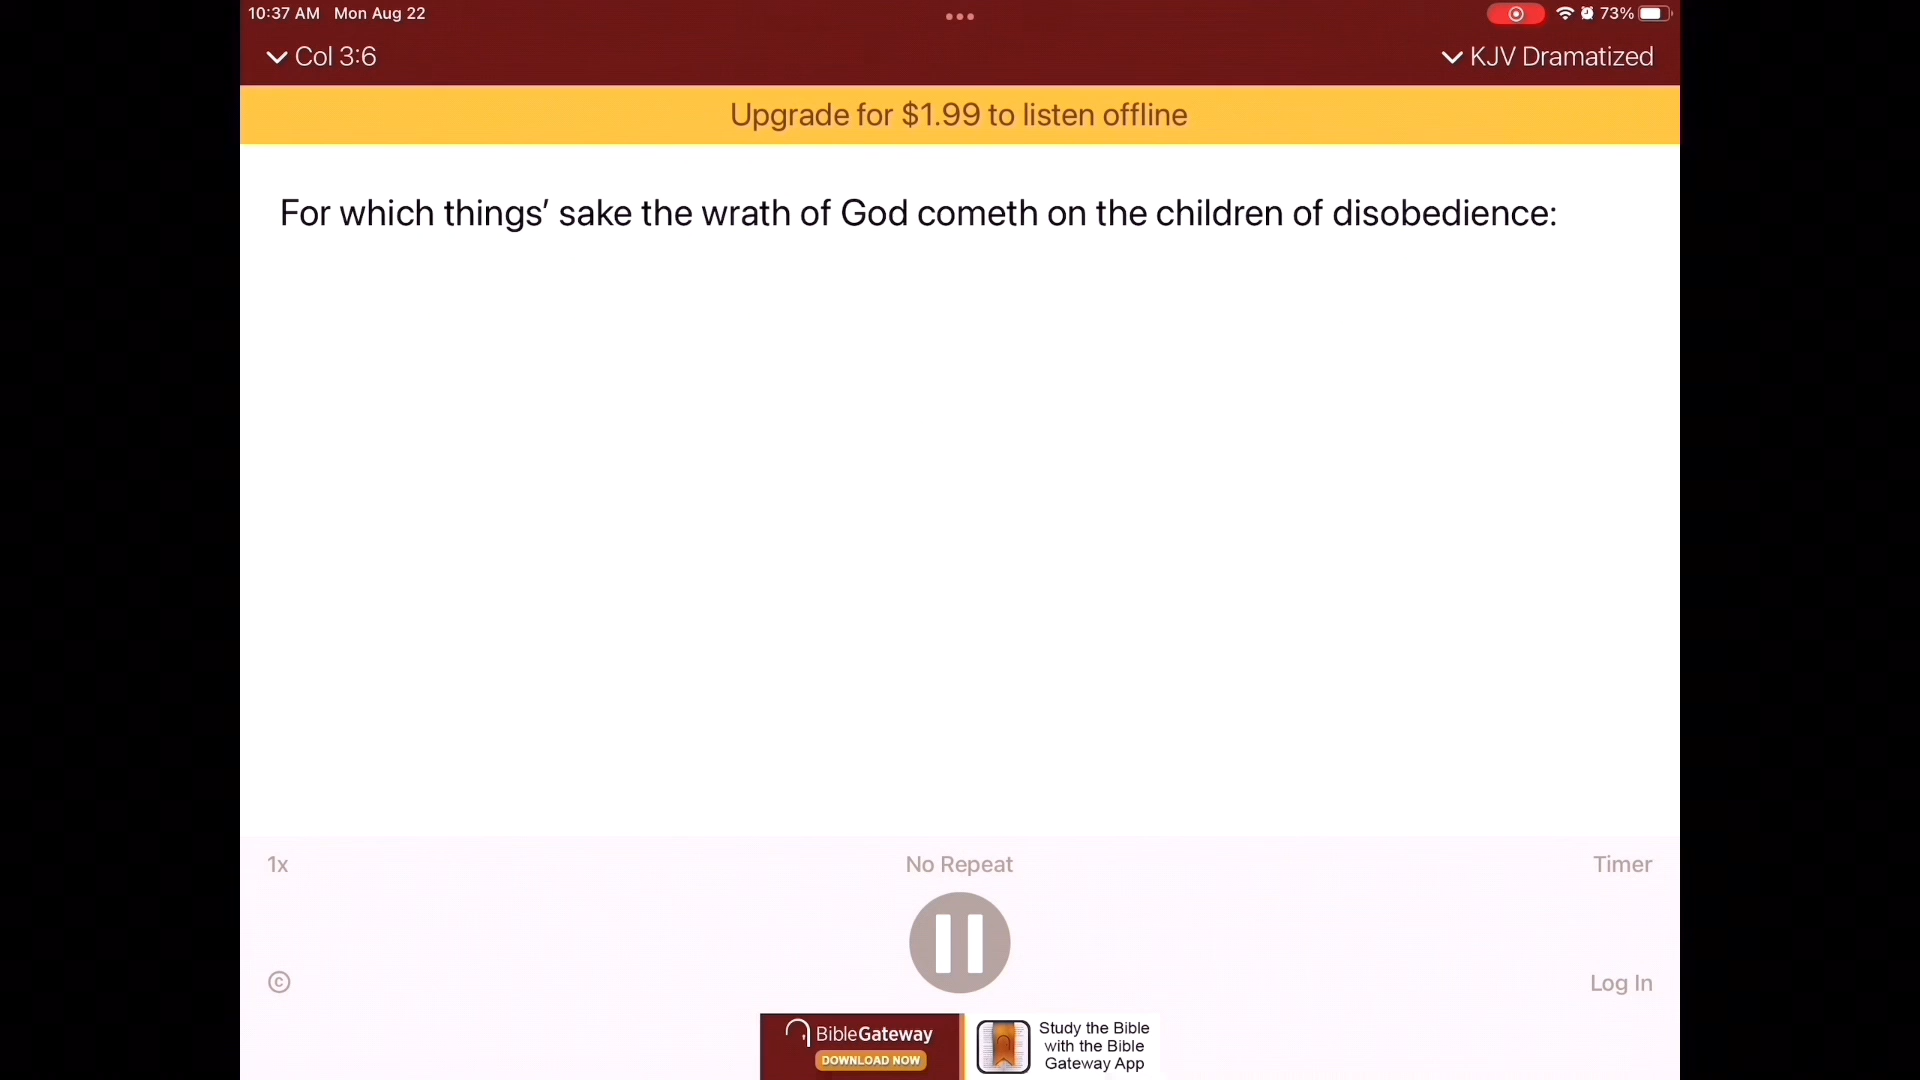 10:37 AM Mon Aug 22
73%
Col 3:6
KJV Dramatized
Upgrade for $1.99 to listen offline
For which things’ sake the wrath of God cometh on the children of disobedience:
1x
No Repeat
Timer
©
Log In
BibleGateway
DOWNLOAD NOW
Study the Bible
with the Bible
Gateway App